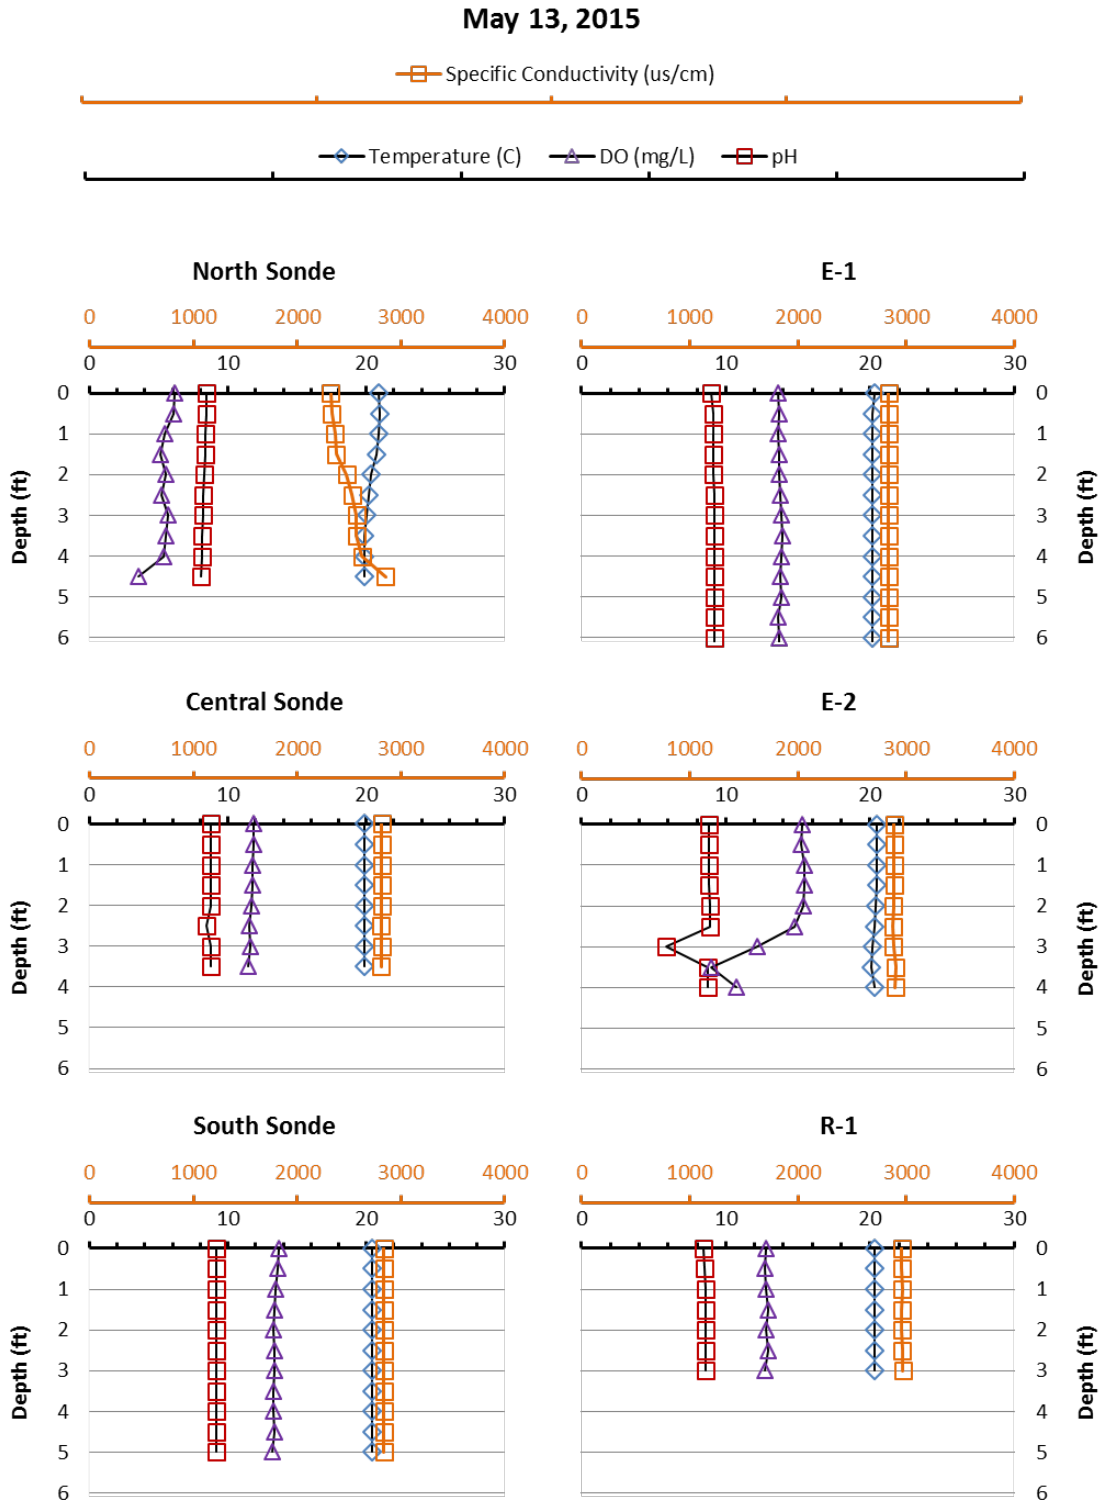 May 13, 2015
Specific Conductivity (us/cm)
Temperature (C) DO (mg/L) pH
North Sonde
0 1000 2000 3000 4000
0 10 20 30
0
1
2
3
4
5
6
Depth (ft)
E-1
0 1000 2000 3000 4000
0 10 20 30
0
1
2
3
4
5
6
Depth (ft)
Central Sonde
0 1000 2000 3000 4000
0 10 20 30
0
1
2
3
4
5
6
Depth (ft)
E-2
0 1000 2000 3000 4000
0 10 20 30
0
1
2
3
4
5
6
Depth (ft)
South Sonde
0 1000 2000 3000 4000
0 10 20 30
0
1
2
3
4
5
6
Depth (ft)
R-1
0 1000 2000 3000 4000
0 10 20 30
0
1
2
3
4
5
6
Depth (ft)